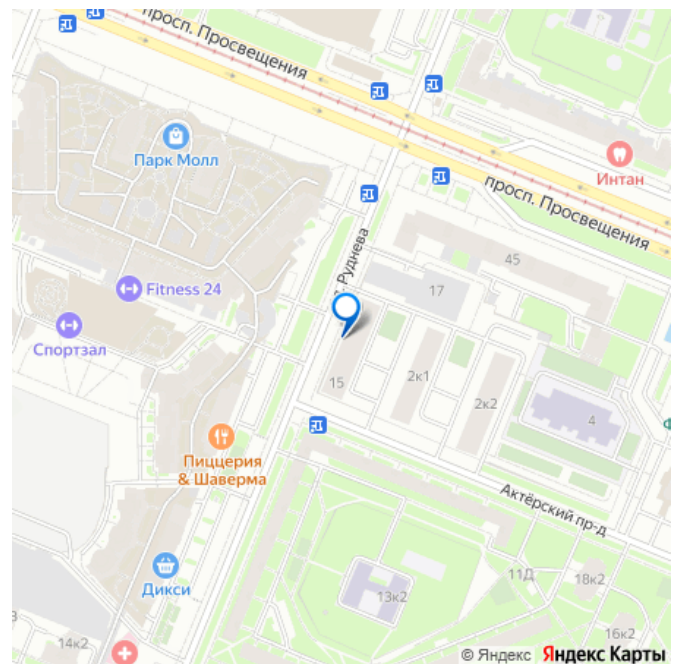 просп. Просвещения
Парк Молл
Интан
просп. Просвещения
Руднева
45
17
Fitness 24
Спортзал
15
2к1
2к2
4
Пиццерия
& Шаверма
Актёрский пр-д
Дикси
11Д
18к2
13к2
16к2
14к2
© Яндекс Яндекс Карты